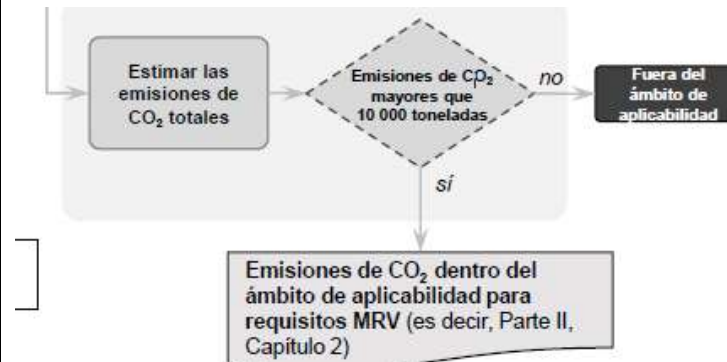 Estimar las
emisiones de
CO₂ totales
Emisiones de CO₂
mayores que
10 000 toneladas
no
Fuera del
ámbito de
aplicabilidad
sí
Emisiones de CO₂ dentro del
ámbito de aplicabilidad para
requisitos MRV (es decir, Parte II,
Capítulo 2)